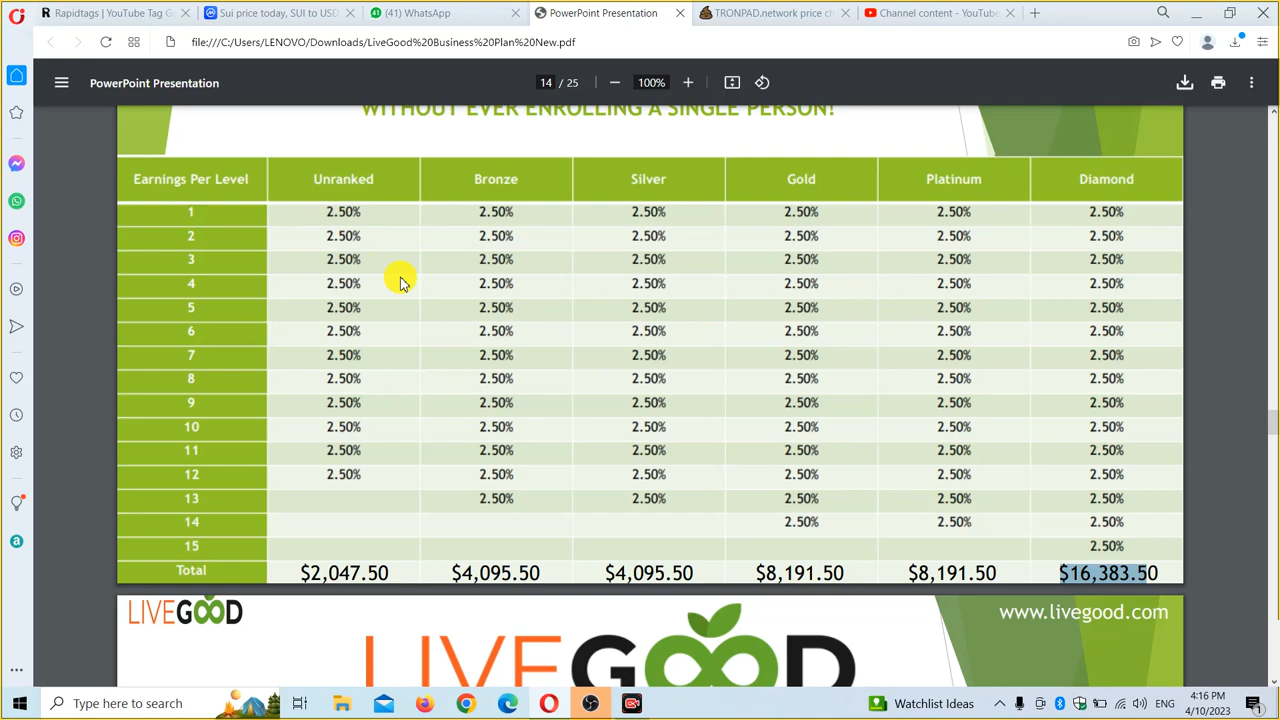 Rapidtags | YouTube Tag G
Sui price today, SUI to USD
(41) WhatsApp
PowerPoint Presentation
TRONPAD.network price ch
Channel content - YouTube
file:///C:/Users/LENOVO/Downloads/LiveGood%20Business%20Plan%20New.pdf
PowerPoint Presentation
14 / 25
100%
WITHOUT EVER ENROLLING A SINGLE PERSON!
Earnings Per Level Unranked Bronze Silver Gold Platinum Diamond
1 2.50% 2.50% 2.50% 2.50% 2.50% 2.50%
2 2.50% 2.50% 2.50% 2.50% 2.50% 2.50%
3 2.50% 2.50% 2.50% 2.50% 2.50% 2.50%
4 2.50% 2.50% 2.50% 2.50% 2.50% 2.50%
5 2.50% 2.50% 2.50% 2.50% 2.50% 2.50%
6 2.50% 2.50% 2.50% 2.50% 2.50% 2.50%
7 2.50% 2.50% 2.50% 2.50% 2.50% 2.50%
8 2.50% 2.50% 2.50% 2.50% 2.50% 2.50%
9 2.50% 2.50% 2.50% 2.50% 2.50% 2.50%
10 2.50% 2.50% 2.50% 2.50% 2.50% 2.50%
11 2.50% 2.50% 2.50% 2.50% 2.50% 2.50%
12 2.50% 2.50% 2.50% 2.50% 2.50% 2.50%
13 2.50% 2.50% 2.50% 2.50% 2.50%
14 2.50% 2.50% 2.50%
15 2.50%
Total $2,047.50 $4,095.50 $4,095.50 $8,191.50 $8,191.50 $16,383.50
LIVEGOOD
www.livegood.com
LIVEGOOD
Type here to search
Watchlist Ideas
ENG
4:16 PM
4/10/2023
1